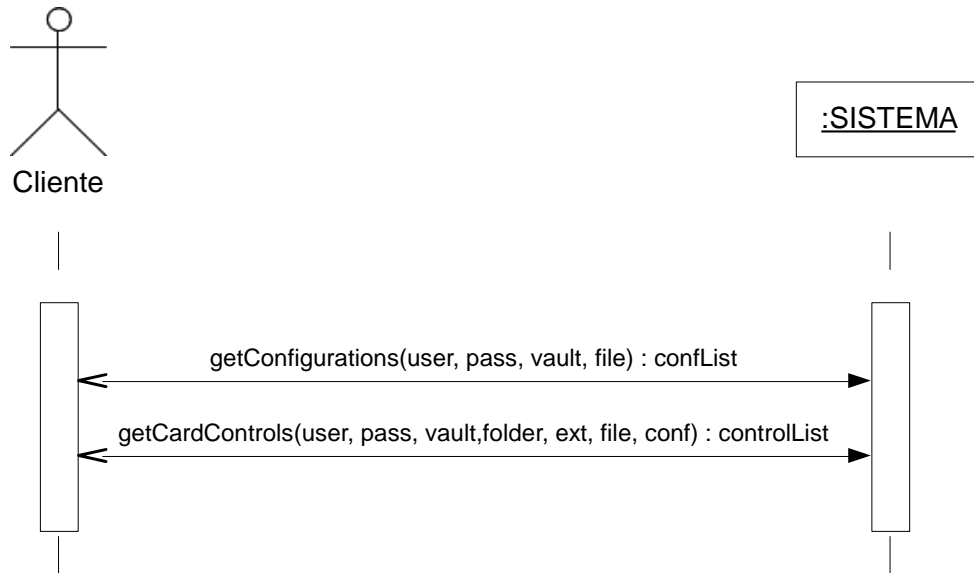 :SISTEMA
Cliente
getConfigurations(user, pass, vault, file) : confList
getCardControls(user, pass, vault,folder, ext, file, conf) : controlList